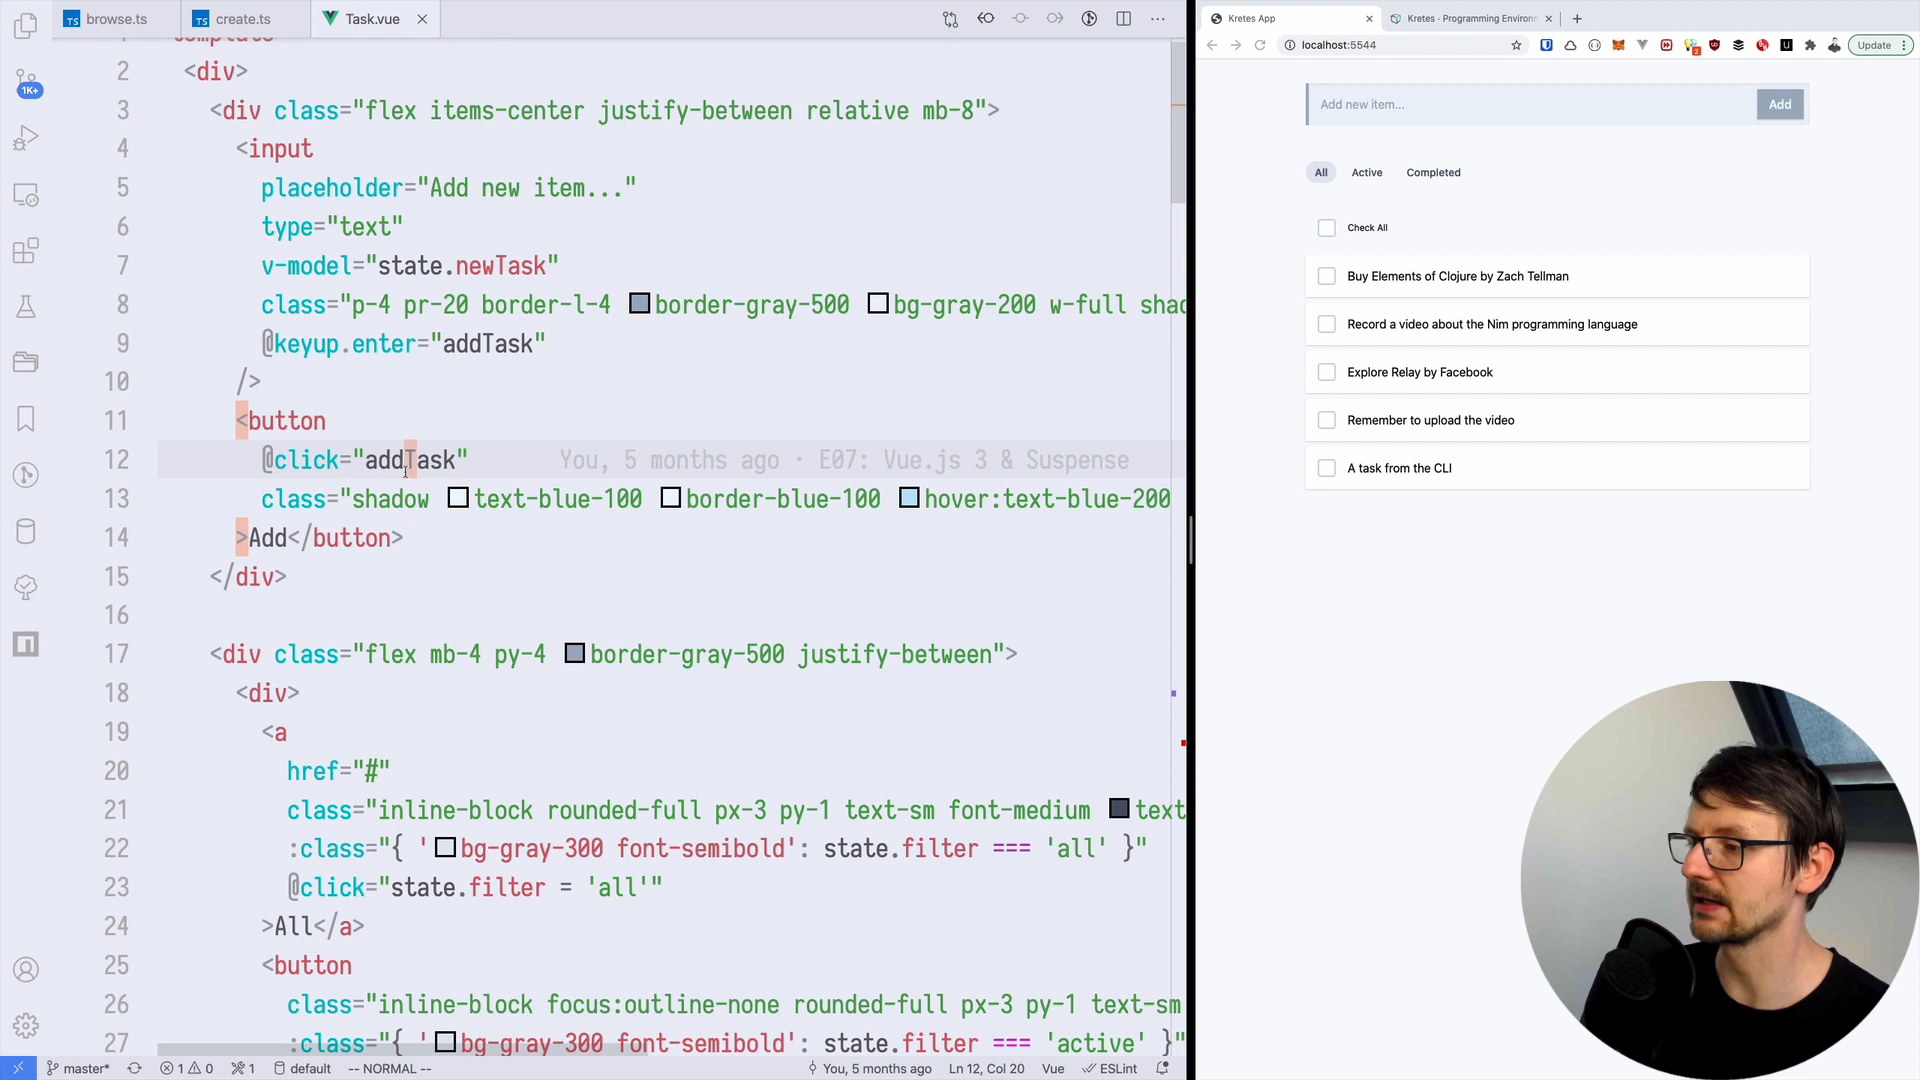 browse.ts
create.ts
Task.vue
template
2 <div>
3 <div class="flex items-center justify-between relative mb-8">
4 <input
5 placeholder="Add new item..."
6 type="text"
7 v-model="state.newTask"
8 class="p-4 pr-20 border-l-4 border-gray-500 bg-gray-200 w-full shad
9 @keyup.enter="addTask"
10 />
11 <button
12 @click="addTask" You, 5 months ago · E07: Vue.js 3 & Suspense
13 class="shadow text-blue-100 border-blue-100 hover:text-blue-200
14 >Add</button>
15 </div>
16
17 <div class="flex mb-4 py-4 border-gray-500 justify-between">
18 <div>
19 <a
20 href="#"
21 class="inline-block rounded-full px-3 py-1 text-sm font-medium text
22 :class="{ 'bg-gray-300 font-semibold': state.filter === 'all' }"
23 @click="state.filter = 'all'"
24 >All</a>
25 <button
26 class="inline-block focus:outline-none rounded-full px-3 py-1 text-sm
27 :class="{ 'bg-gray-300 font-semibold': state.filter === 'active' }"
1K+
master* 1 0 1 default -- NORMAL -- You, 5 months ago Ln 12, Col 20 Vue ESLint
Kretes App
Kretes · Programming Environ
localhost:5544
Update
Add new item...
Add
All
Active
Completed
Check All
Buy Elements of Clojure by Zach Tellman
Record a video about the Nim programming language
Explore Relay by Facebook
Remember to upload the video
A task from the CLI